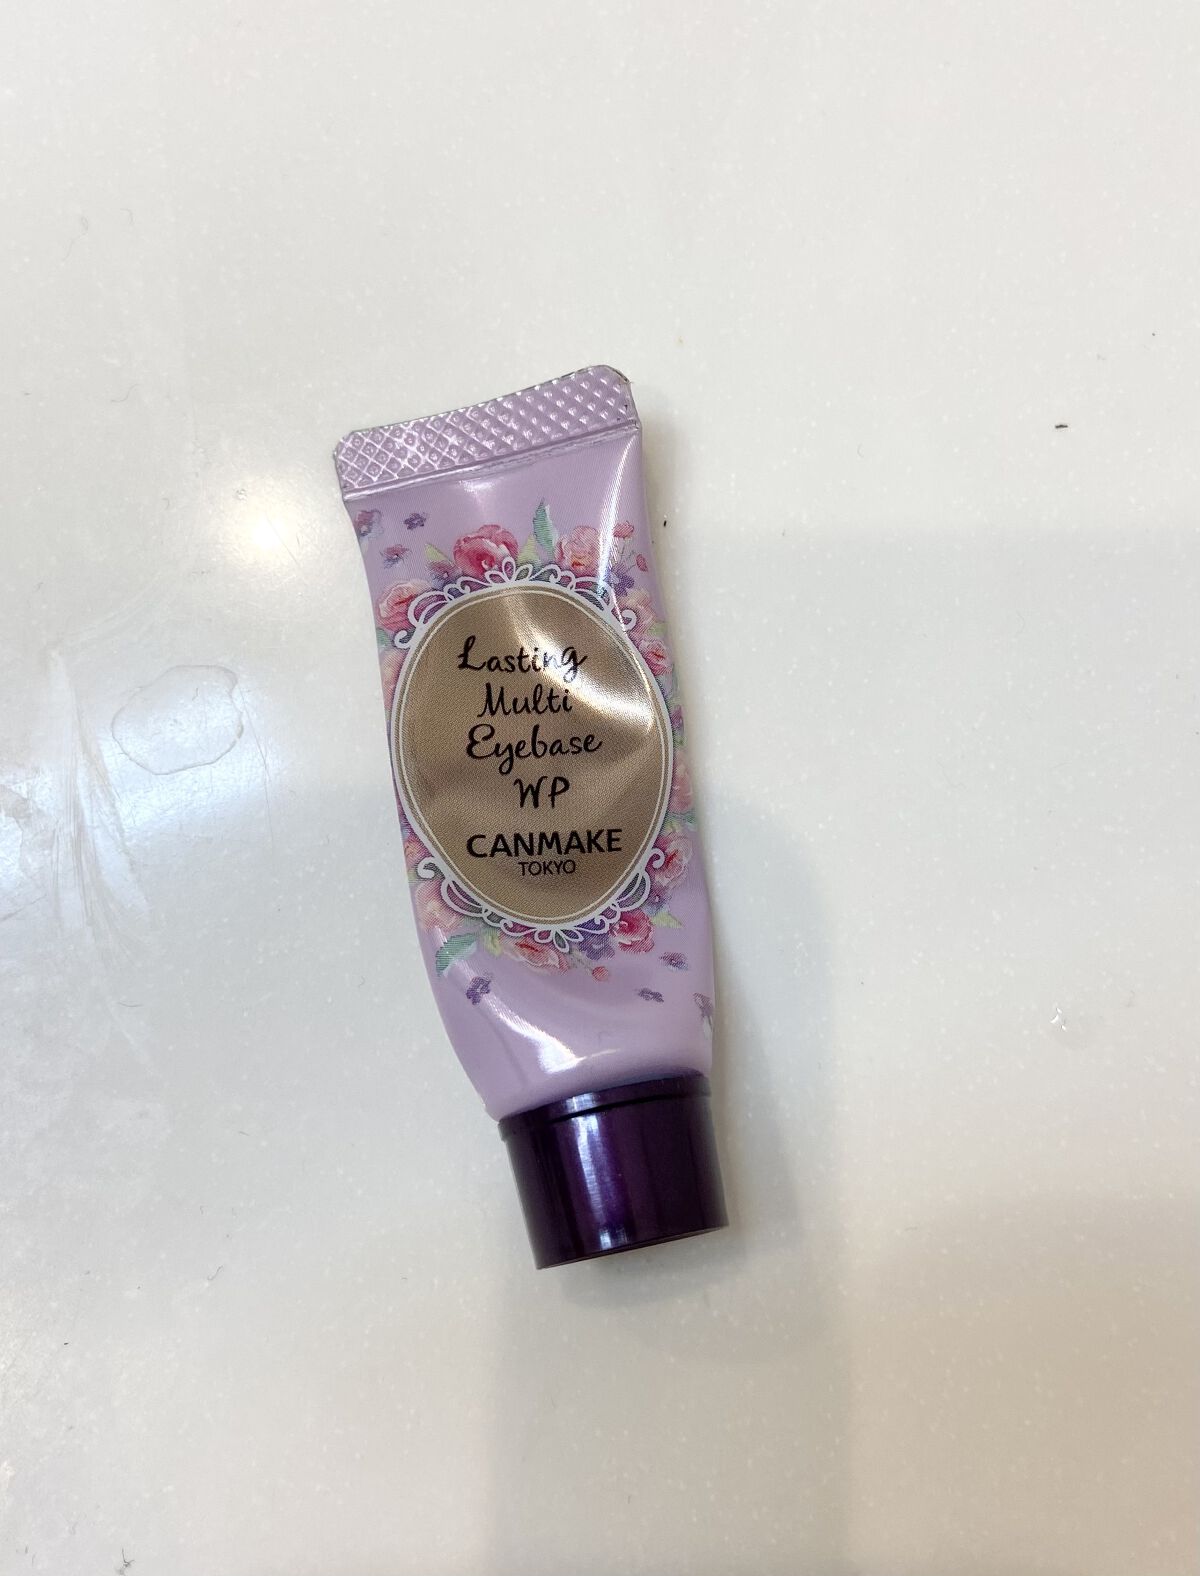 Lasting
Multi
Eyebase
WP
CANMAKE
TOKYO